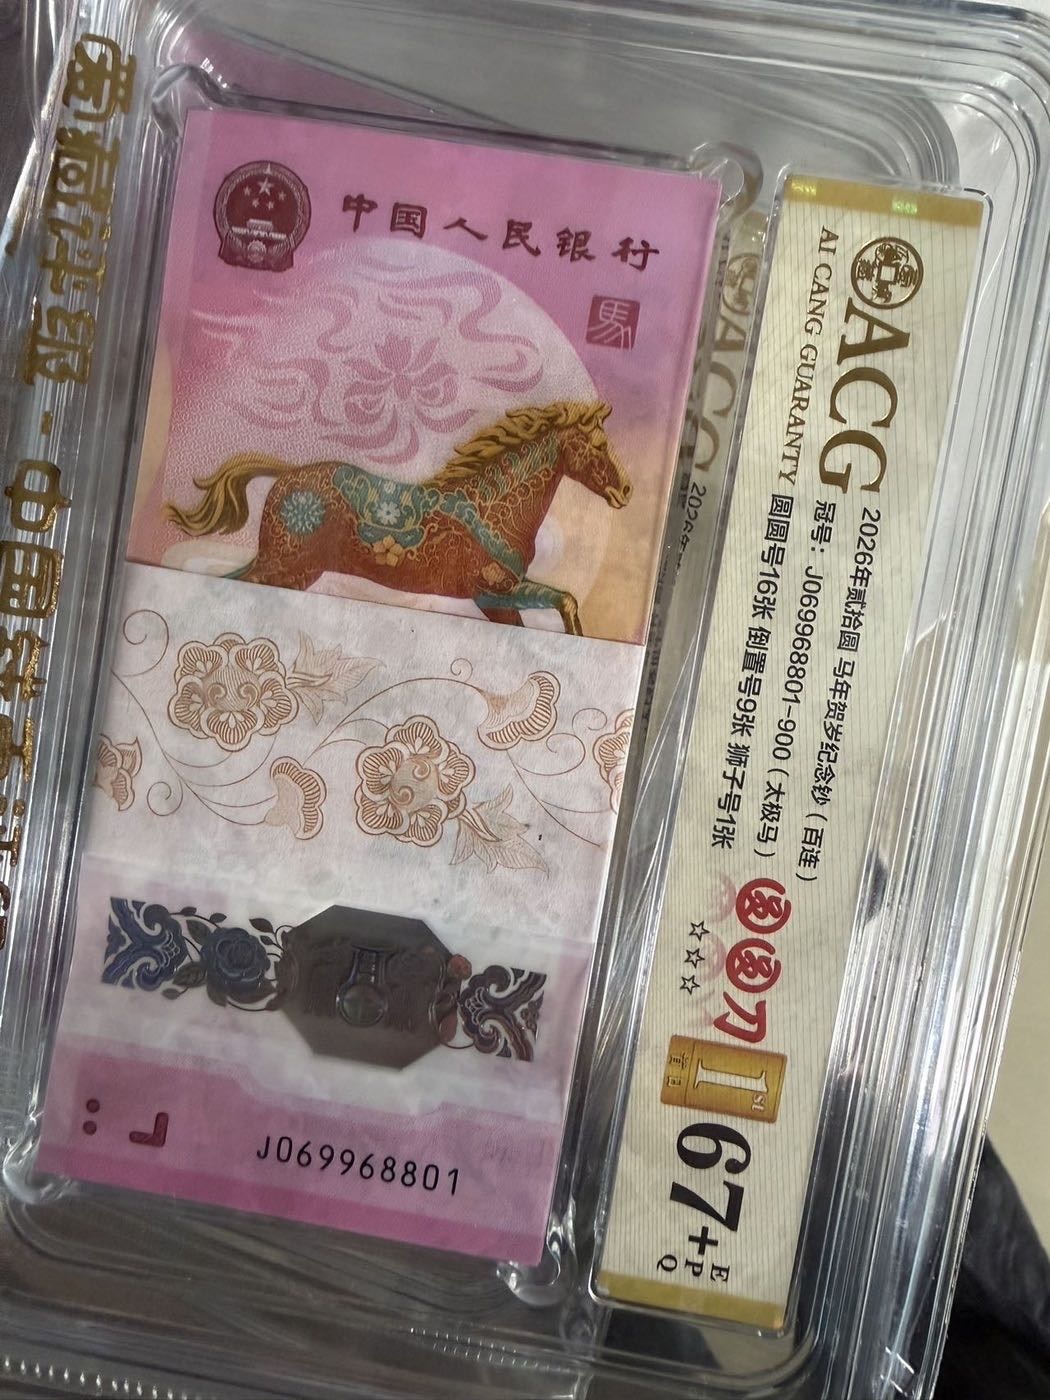 中国人民银行
馬
J069968801
ACG
AI CANG GUARANTY
2026年贰拾圆 马年贺岁纪念钞（百连）
冠号：J069968801-900（太极马）
圆圆号16张 倒置号9张 狮子号1张
1ST
首日
67+
EPQ